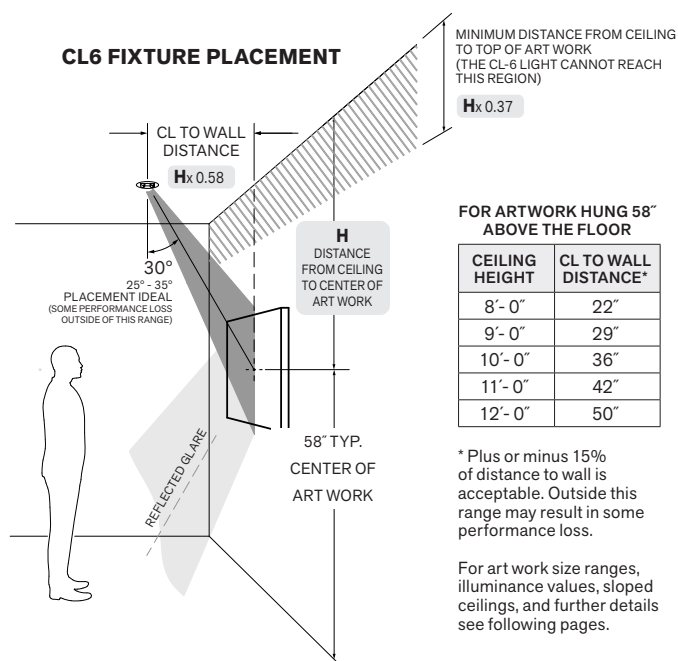 CL6 FIXTURE PLACEMENT
MINIMUM DISTANCE FROM CEILING
TO TOP OF ART WORK
(THE CL-6 LIGHT CANNOT REACH
THIS REGION)
Hx 0.37
CL TO WALL
DISTANCE
Hx 0.58
H
DISTANCE
FROM CEILING
TO CENTER OF
ART WORK
30°
25° - 35°
PLACEMENT IDEAL
(SOME PERFORMANCE LOSS
OUTSIDE OF THIS RANGE)
REFLECTED GLARE
58″ TYP.
CENTER OF
ART WORK
FOR ARTWORK HUNG 58″
ABOVE THE FLOOR
CEILING HEIGHT CL TO WALL DISTANCE*
8′- 0″ 22″
9′- 0″ 29″
10′- 0″ 36″
11′- 0″ 42″
12′- 0″ 50″
* Plus or minus 15%
of distance to wall is
acceptable. Outside this
range may result in some
performance loss.
For art work size ranges,
illuminance values, sloped
ceilings, and further details
see following pages.